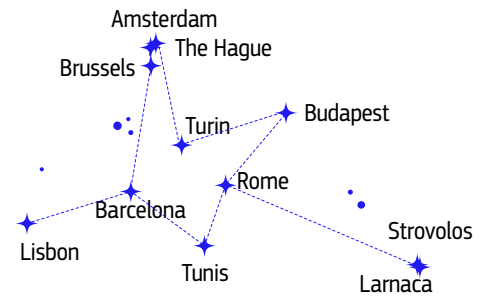 Amsterdam
The Hague
Brussels
Turin
Budapest
Rome
Barcelona
Strovolos
Lisbon
Tunis
Larnaca